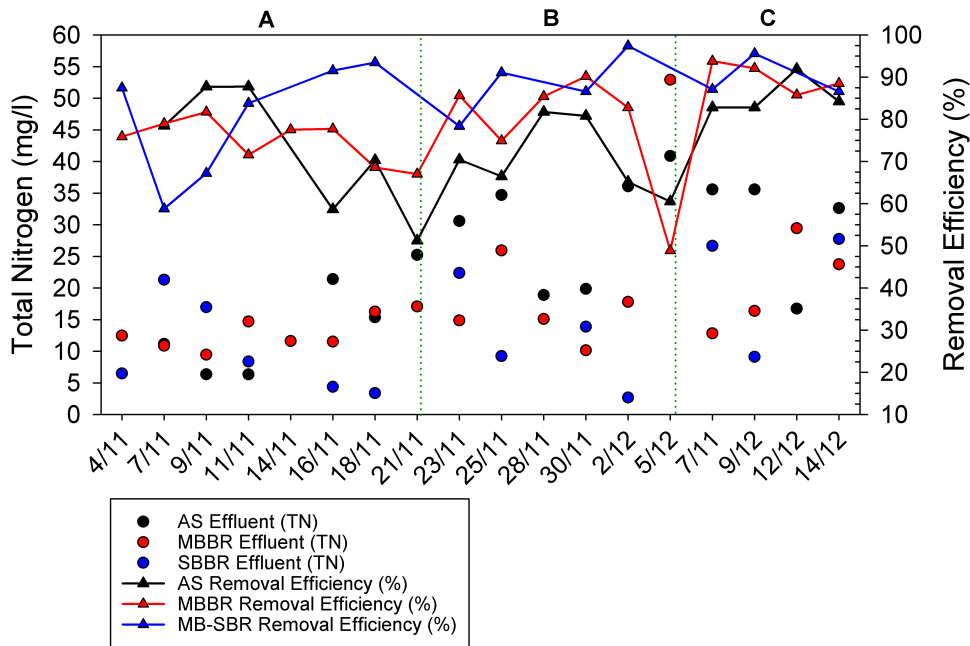 A B C
Total Nitrogen (mg/l)
60
55
50
45
40
35
30
25
20
15
10
5
0
100
90
80
70
60
50
40
30
20
10
Removal Efficiency (%)
4/11 7/11 9/11 11/11 14/11 16/11 18/11 21/11 23/11 25/11 28/11 30/11 2/12 5/12 7/11 9/12 12/12 14/12
AS Effluent (TN)
MBBR Effluent (TN)
SBBR Effluent (TN)
AS Removal Efficiency (%)
MBBR Removal Efficiency (%)
MB-SBR Removal Efficiency (%)